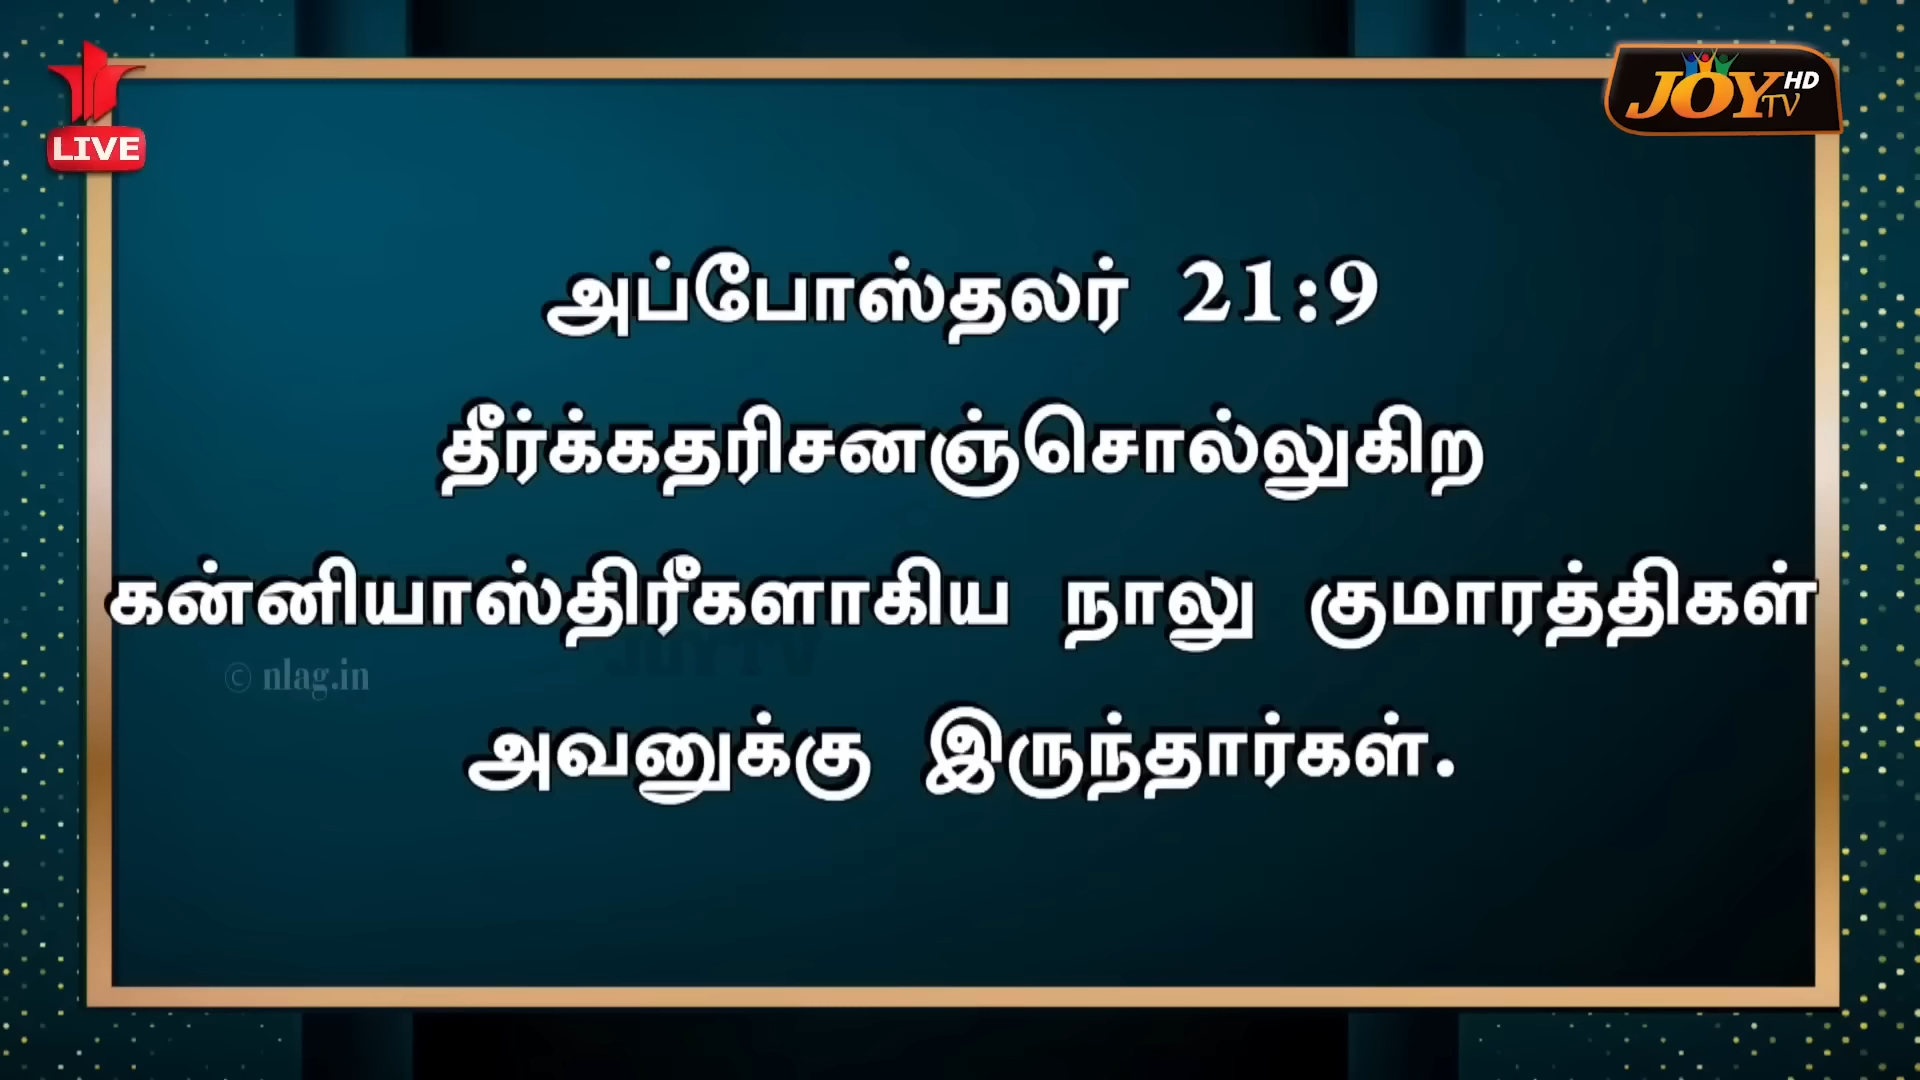 LIVE
JOY TV HD
அப்போஸ்தலர் 21:9
தீர்க்கதரிசனஞ்சொல்லுகிற
கன்னியாஸ்திரீகளாகிய நாலு குமாரத்திகள்
JOYTV
© nlag.in
அவனுக்கு இருந்தார்கள்.